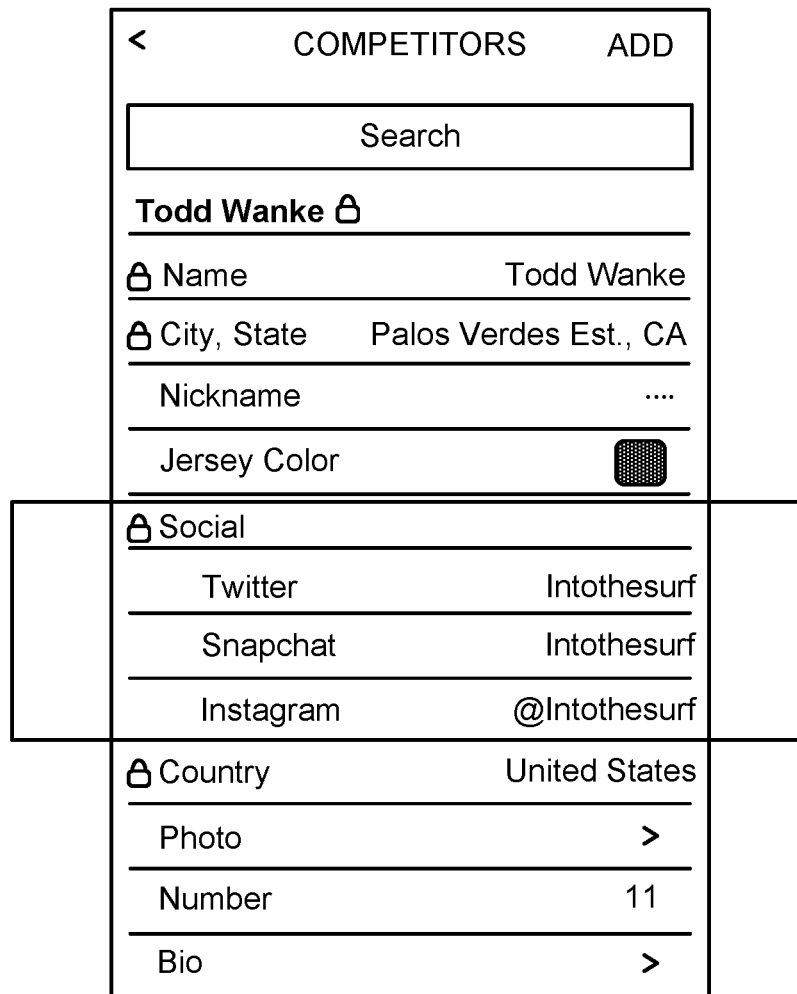 < COMPETITORS ADD
Search
Todd Wanke
Name Todd Wanke
City, State Palos Verdes Est., CA
Nickname ....
Jersey Color
Social
Twitter Intothesurf
Snapchat Intothesurf
Instagram @Intothesurf
Country United States
Photo >
Number 11
Bio >